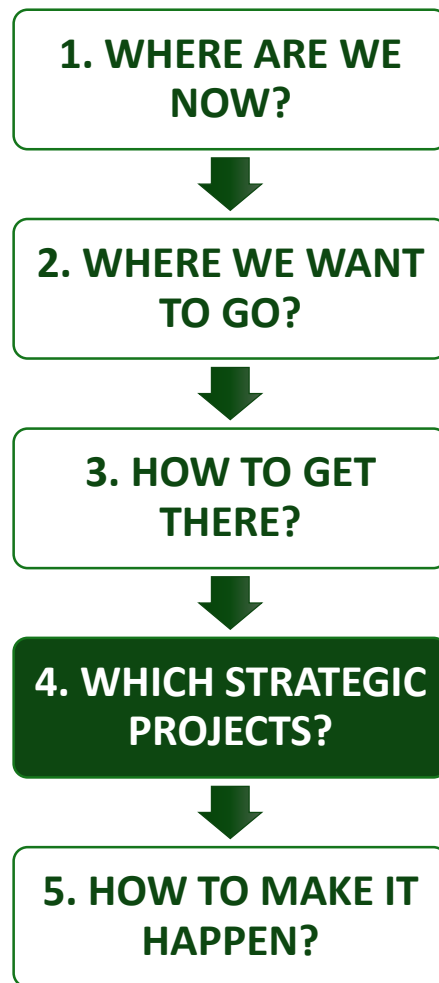 1. WHERE ARE WE
NOW?
2. WHERE WE WANT
TO GO?
3. HOW TO GET
THERE?
4. WHICH STRATEGIC
PROJECTS?
5. HOW TO MAKE IT
HAPPEN?